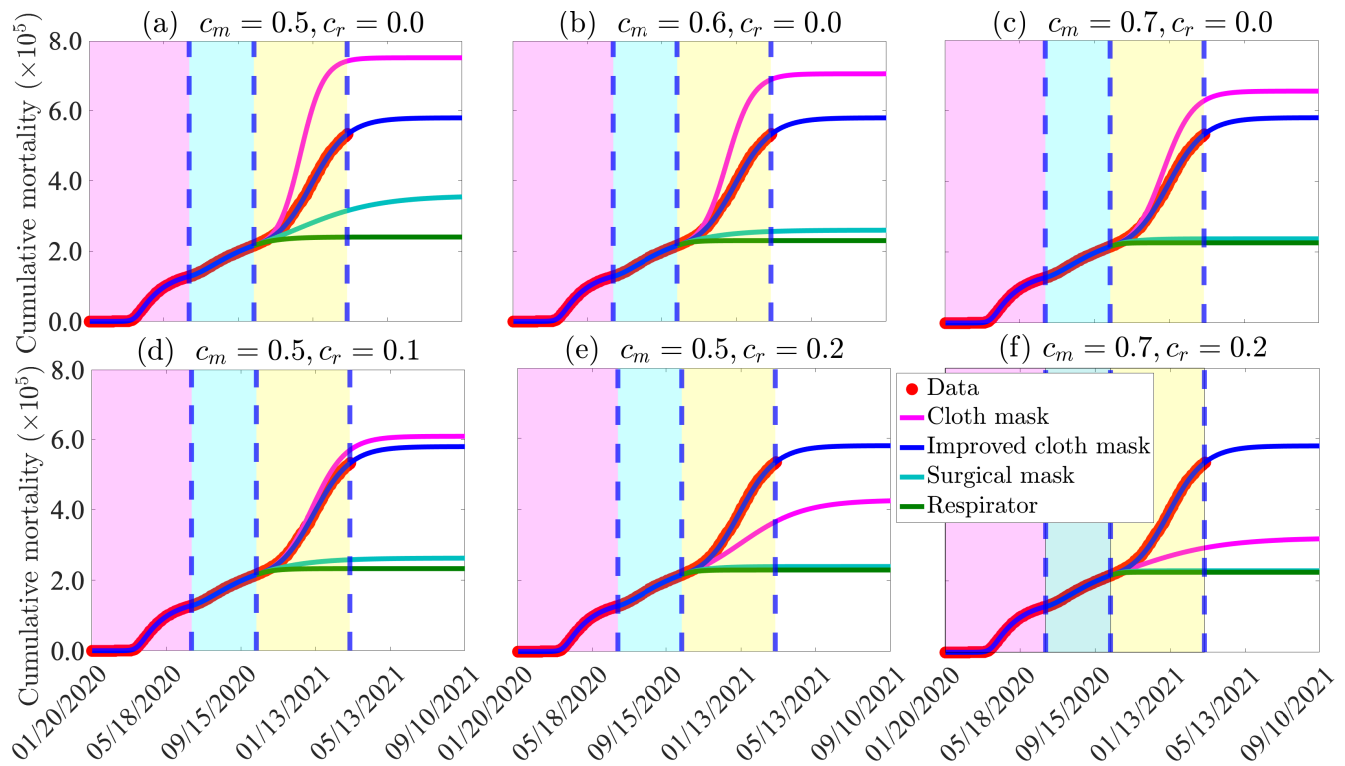 (a) c_m = 0.5, c_r = 0.0
(b) c_m = 0.6, c_r = 0.0
(c) c_m = 0.7, c_r = 0.0
Cumulative mortality (×10^5)
8.0
6.0
4.0
2.0
0.0
(d) c_m = 0.5, c_r = 0.1
(e) c_m = 0.5, c_r = 0.2
(f) c_m = 0.7, c_r = 0.2
Cumulative mortality (×10^5)
8.0
6.0
4.0
2.0
0.0
Data
Cloth mask
Improved cloth mask
Surgical mask
Respirator
01/20/2020 05/18/2020 09/15/2020 01/13/2021 05/13/2021 09/10/2021
01/20/2020 05/18/2020 09/15/2020 01/13/2021 05/13/2021 09/10/2021
01/20/2020 05/18/2020 09/15/2020 01/13/2021 05/13/2021 09/10/2021